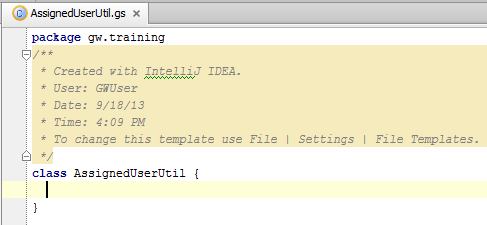 AssignedUserUtil.gs
package gw.training
/**
* Created with IntelliJ IDEA.
* User: GWUser
* Date: 9/18/13
* Time: 4:09 PM
* To change this template use File | Settings | File Templates.
*/
class AssignedUserUtil {
}